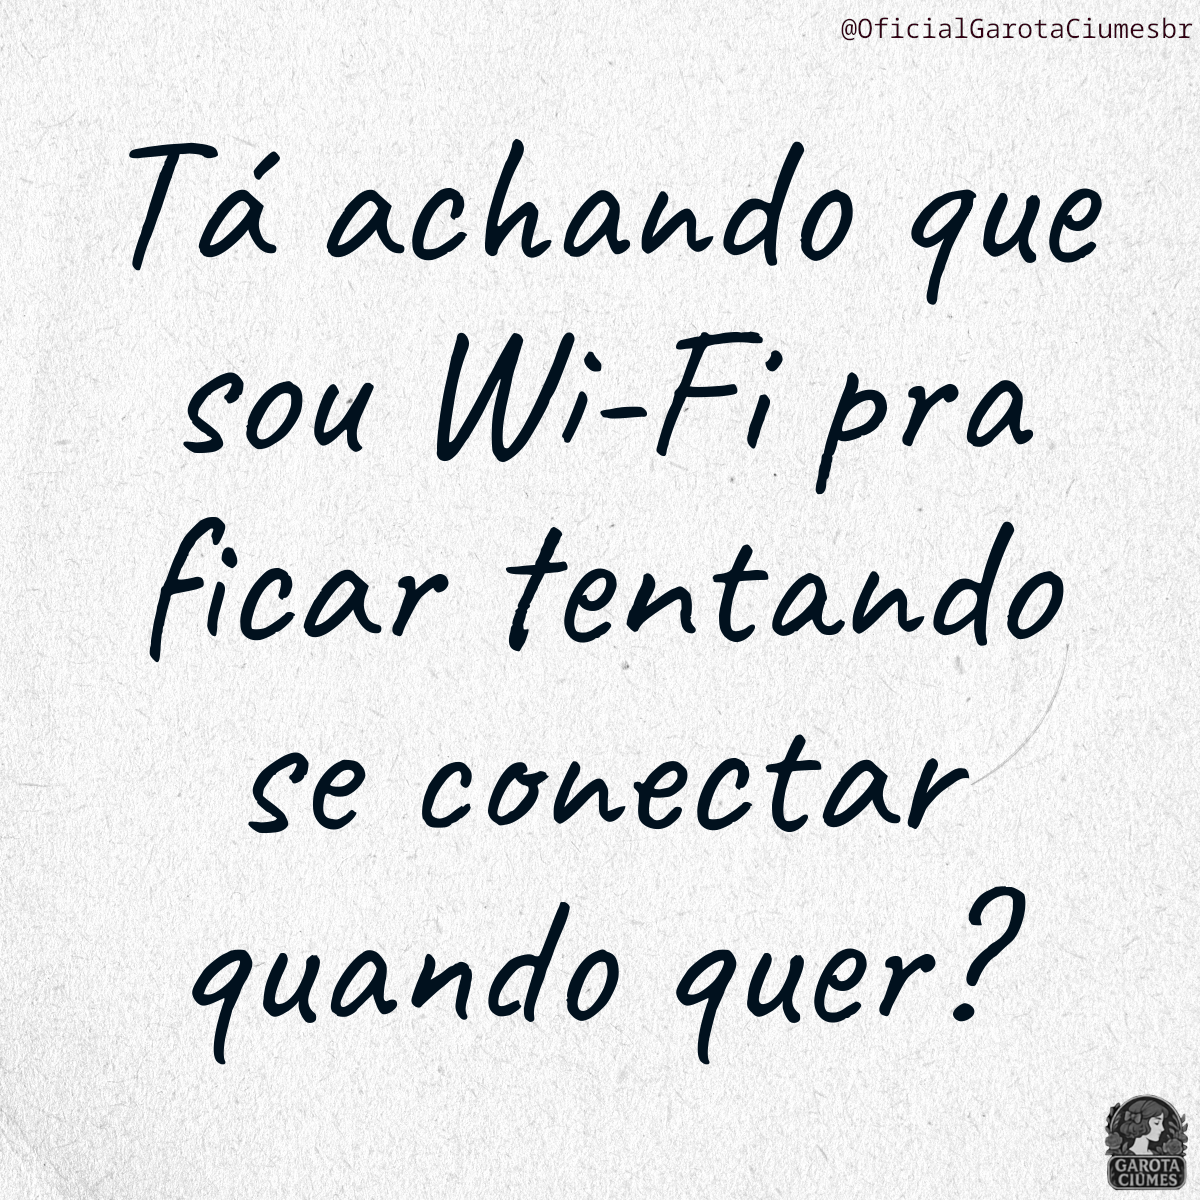 @OficialGarotaCiumesbr
Tá achando que
sou Wi-Fi pra
ficar tentando
se conectar
quando quer?
GAROTA
CIÚMES